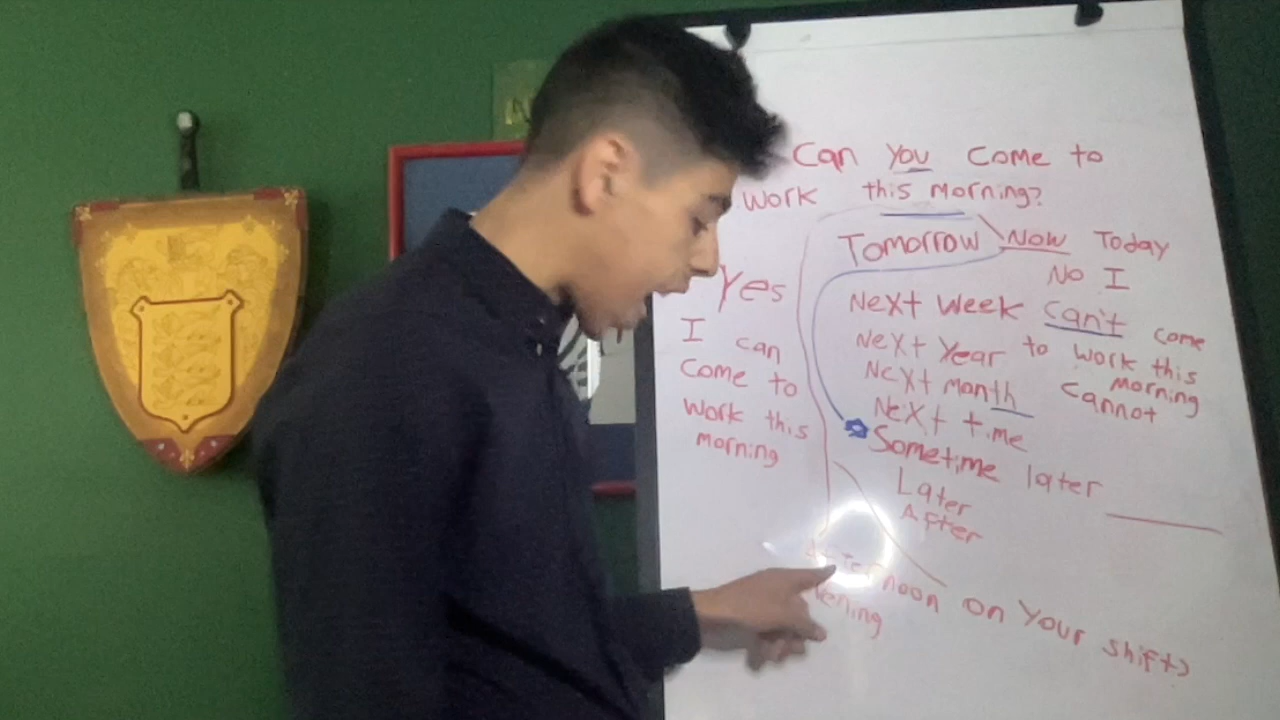 Can you come to
work this morning?
Tomorrow Now Today
No I
Yes
Next week can't come
I can
Next Year to work this
morning
come to
Next month cannot
work this
Next time
morning
Sometime later
Later
After
Afternoon on your shift?